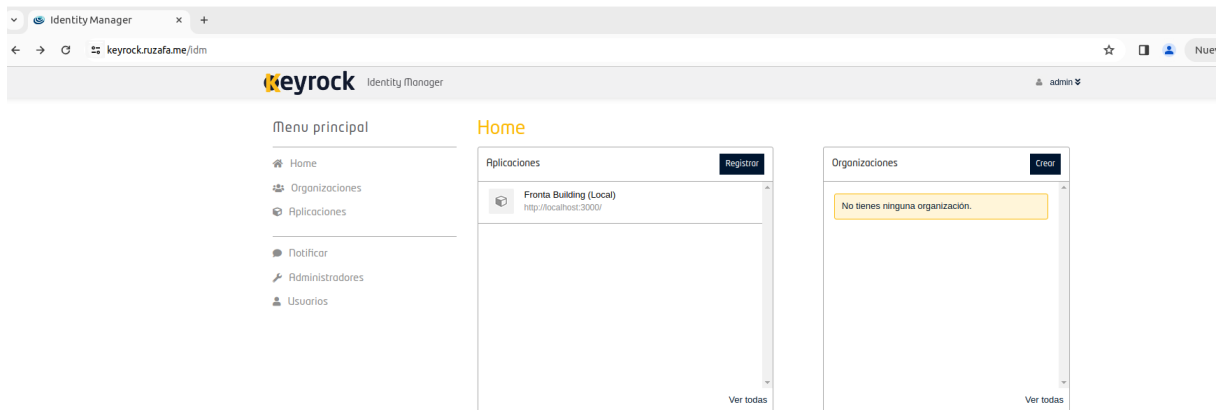 Identity Manager
keyrock.ruzafa.me/idm
Keyrock Identity Manager
admin
Menu principal
Home
Organizaciones
Aplicaciones
Notificar
Administradores
Usuarios
Home
Aplicaciones
Registrar
Fronta Building (Local)
http://localhost:3000/
Ver todas
Organizaciones
Crear
No tienes ninguna organización.
Ver todas